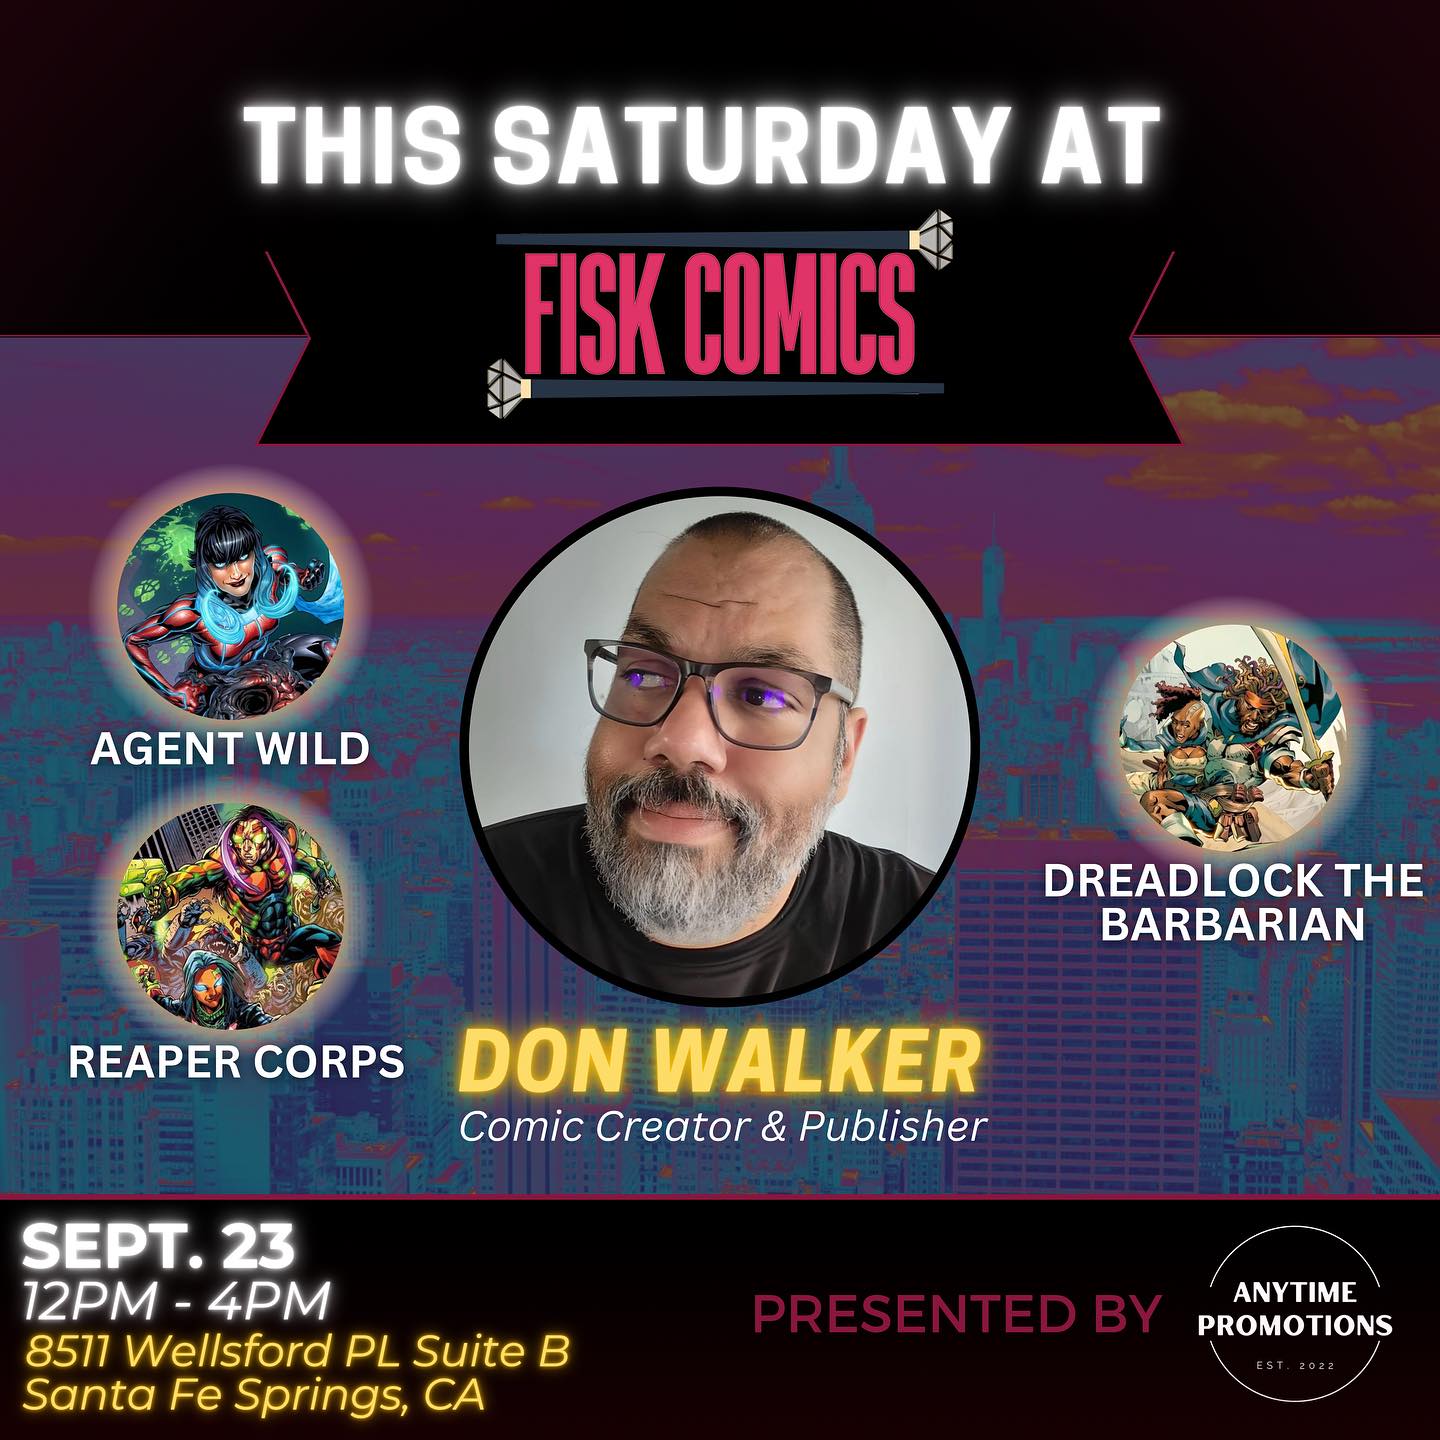 THIS SATURDAY AT
FISK COMICS
AGENT WILD
REAPER CORPS
DREADLOCK THE
BARBARIAN
DON WALKER
Comic Creator & Publisher
SEPT. 23
12PM - 4PM
8511 Wellsford PL Suite B
Santa Fe Springs, CA
PRESENTED BY
ANYTIME
PROMOTIONS
EST. 2022